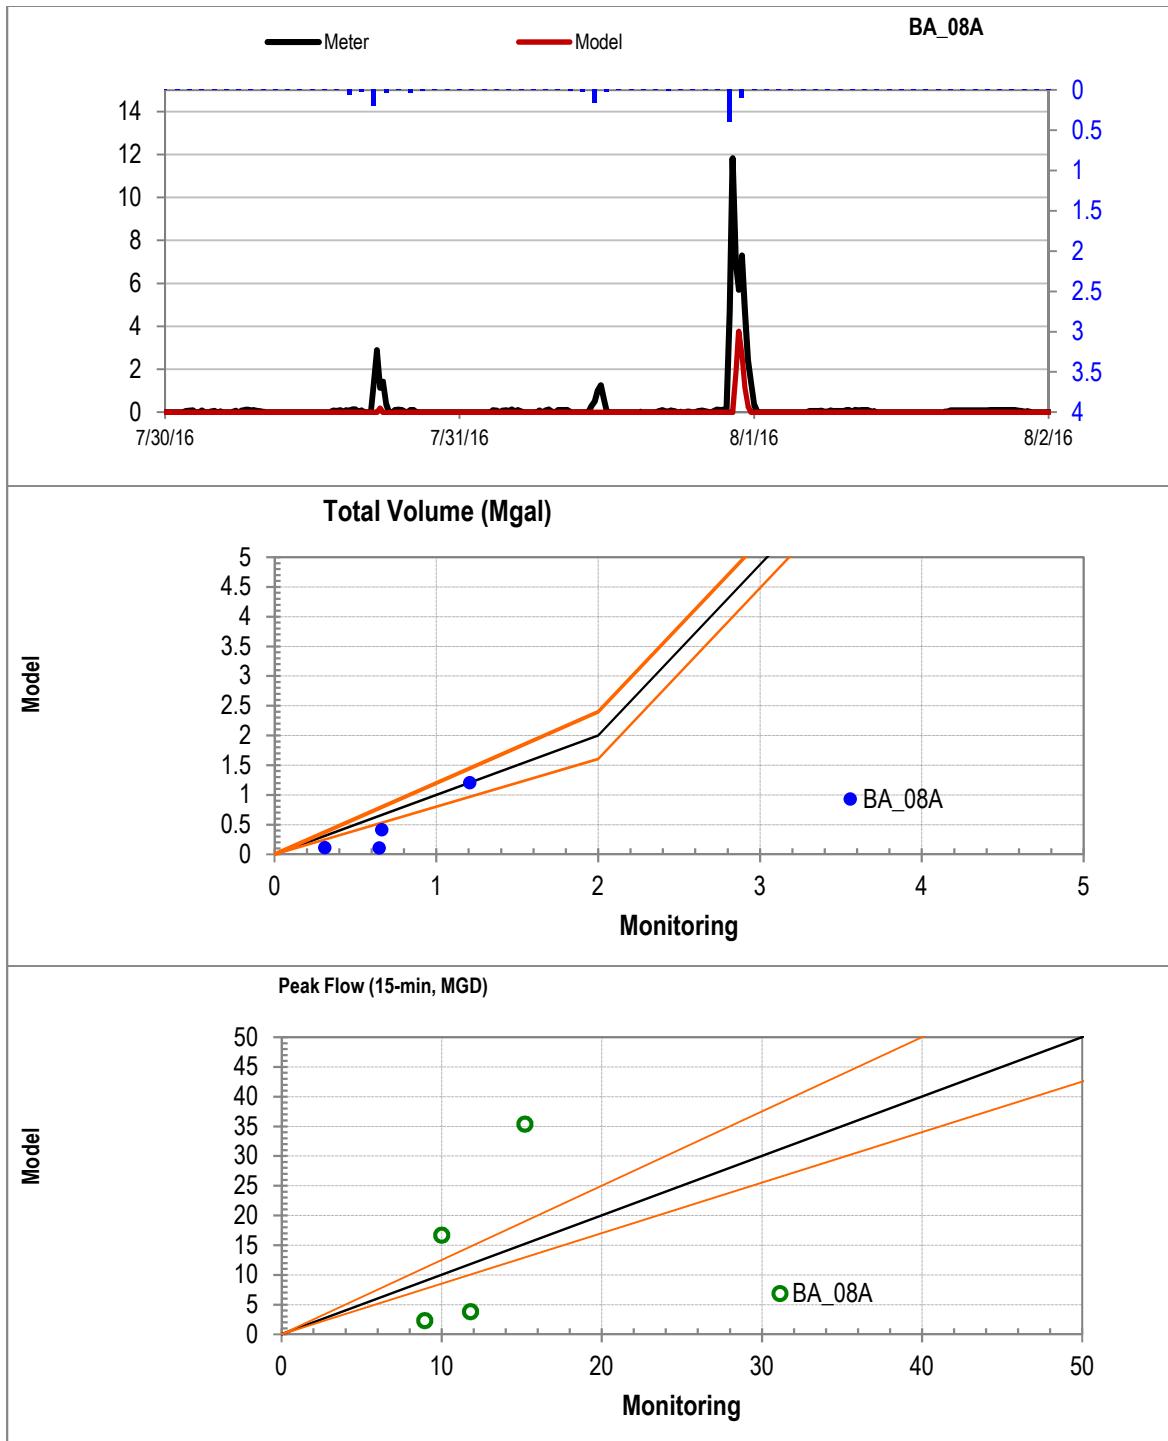 Meter Model BA_08A
14 0
12 0.5
10 1
8 1.5
6 2
4 2.5
2 3
0 3.5
4
7/30/16 7/31/16 8/1/16 8/2/16
Total Volume (Mgal)
Model
5
4.5
4
3.5
3
2.5
2
1.5
1
0.5
0
BA_08A
0 1 2 3 4 5
Monitoring
Peak Flow (15-min, MGD)
Model
50
45
40
35
30
25
20
15
10
5
0
BA_08A
0 10 20 30 40 50
Monitoring